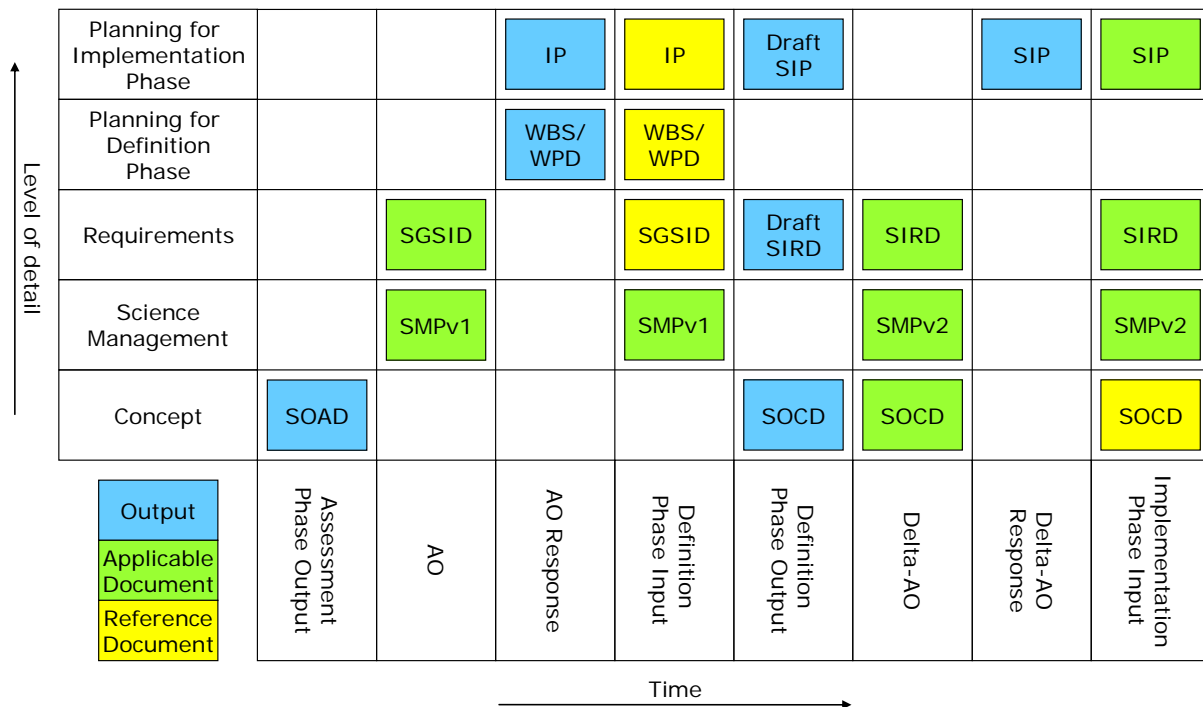 Planning for
Implementation
Phase
IP
IP
Draft
SIP
SIP
SIP
Planning for
Definition
Phase
WBS/
WPD
WBS/
WPD
Level of detail
Requirements
SGSID
SGSID
Draft
SIRD
SIRD
SIRD
Science
Management
SMPv1
SMPv1
SMPv2
SMPv2
Concept
SOAD
SOCD
SOCD
SOCD
Output
Applicable
Document
Reference
Document
Assessment
Phase Output
AO
AO Response
Definition
Phase Input
Definition
Phase Output
Delta-AO
Delta-AO
Response
Implementation
Phase Input
Time